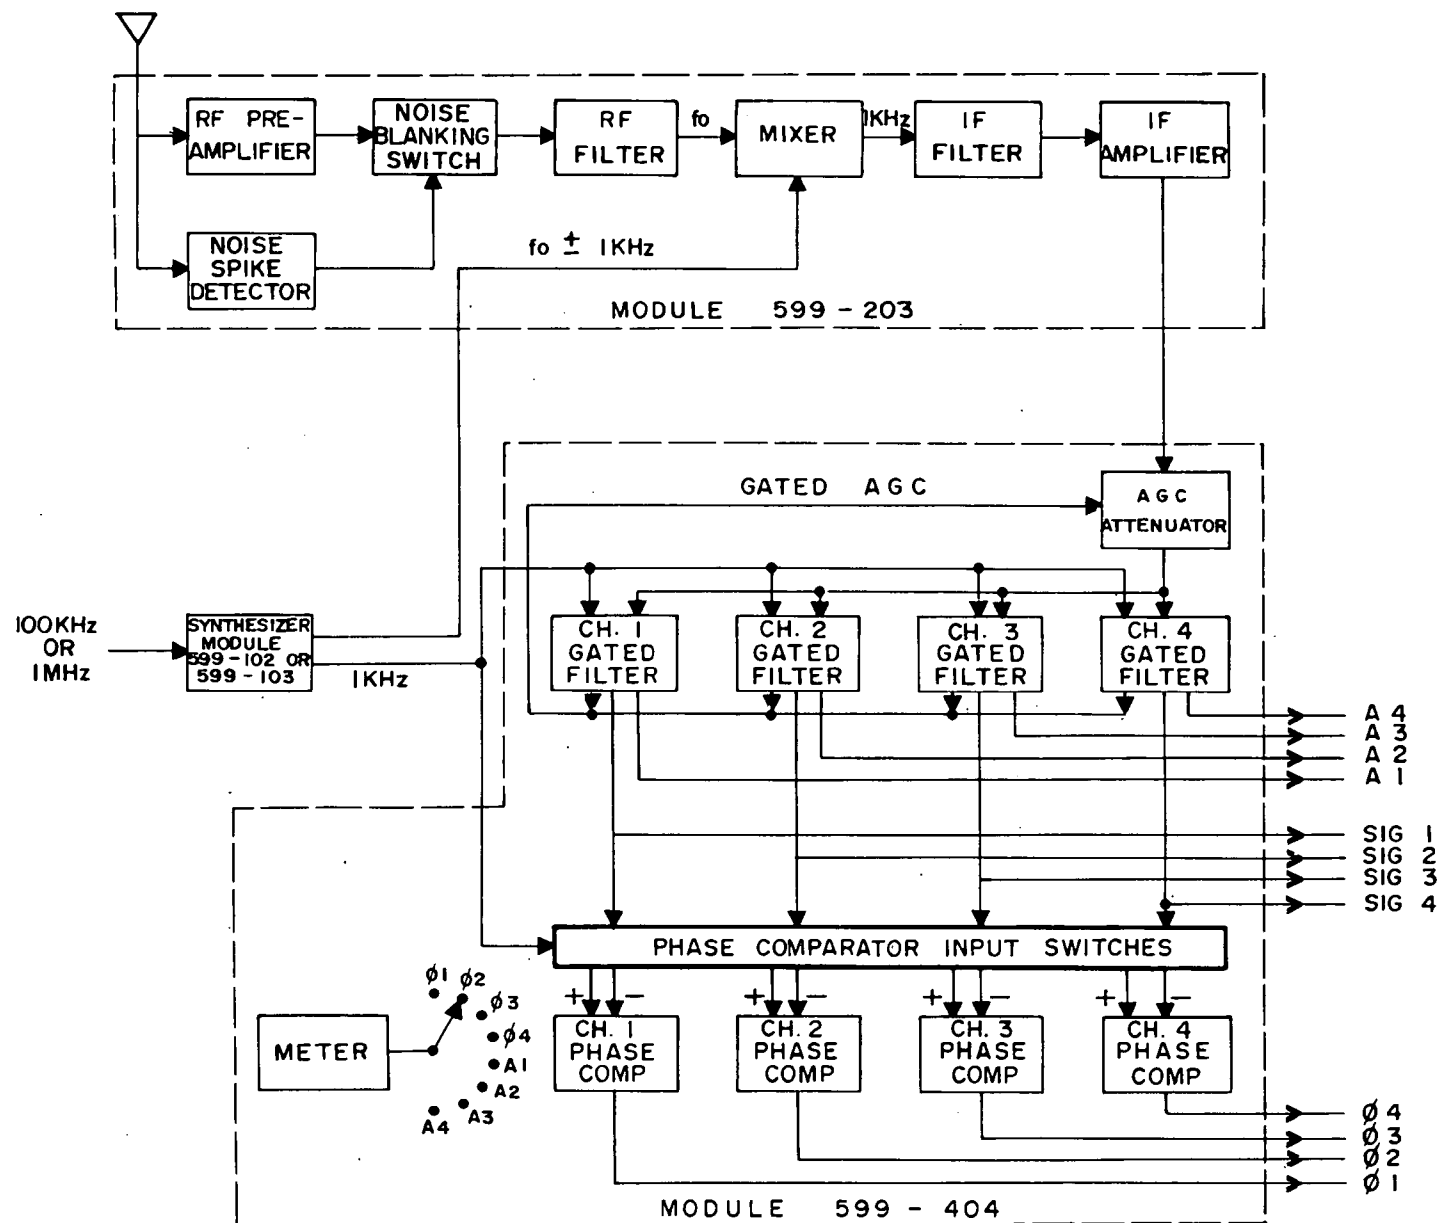 RF PRE-
AMPLIFIER
NOISE
BLANKING
SWITCH
RF
FILTER
fo
MIXER
1KHz
IF
FILTER
IF
AMPLIFIER
NOISE
SPIKE
DETECTOR
fo ± 1KHz
MODULE 599-203
GATED AGC
AGC
ATTENUATOR
100KHz
OR
1MHz
SYNTHESIZER
MODULE
599-102 OR
599-103
1KHz
CH. 1
GATED
FILTER
CH. 2
GATED
FILTER
CH. 3
GATED
FILTER
CH. 4
GATED
FILTER
A 4
A 3
A 2
A 1
SIG 1
SIG 2
SIG 3
SIG 4
PHASE COMPARATOR INPUT SWITCHES
+ −
+ −
+ −
+ −
METER
Ø1
Ø2
Ø3
Ø4
A1
A2
A3
A4
CH. 1
PHASE
COMP
CH. 2
PHASE
COMP
CH. 3
PHASE
COMP
CH. 4
PHASE
COMP
Ø 4
Ø 3
Ø 2
Ø 1
MODULE 599 - 404